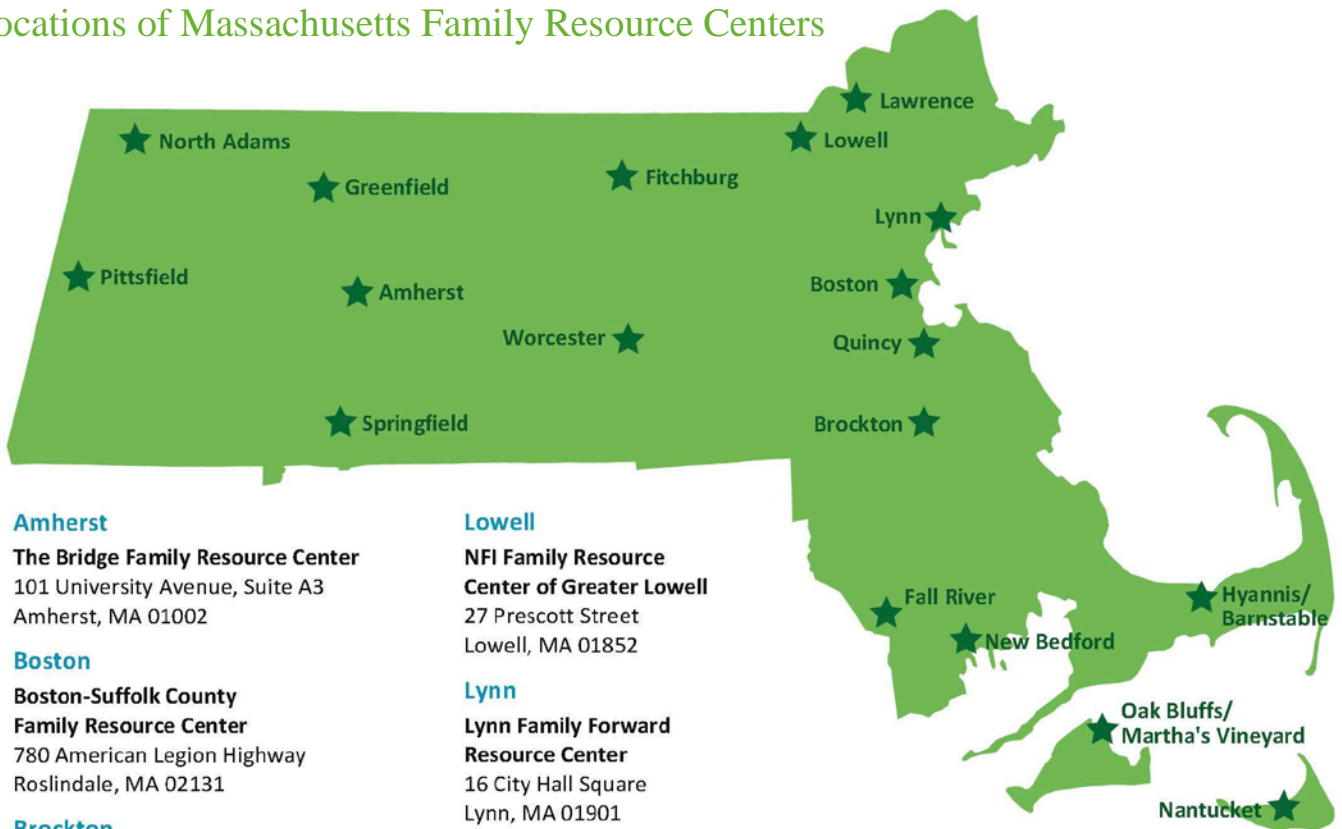 ocations of Massachusetts Family Resource Centers
Lawrence
Lowell
North Adams
Fitchburg
Greenfield
Lynn
Pittsfield
Boston
Amherst
Worcester
Quincy
Springfield
Brockton
Fall River
New Bedford
Hyannis/
Barnstable
Oak Bluffs/
Martha's Vineyard
Nantucket
Amherst
The Bridge Family Resource Center
101 University Avenue, Suite A3
Amherst, MA 01002
Boston
Boston-Suffolk County
Family Resource Center
780 American Legion Highway
Roslindale, MA 02131
Brockton
Lowell
NFI Family Resource
Center of Greater Lowell
27 Prescott Street
Lowell, MA 01852
Lynn
Lynn Family Forward
Resource Center
16 City Hall Square
Lynn, MA 01901